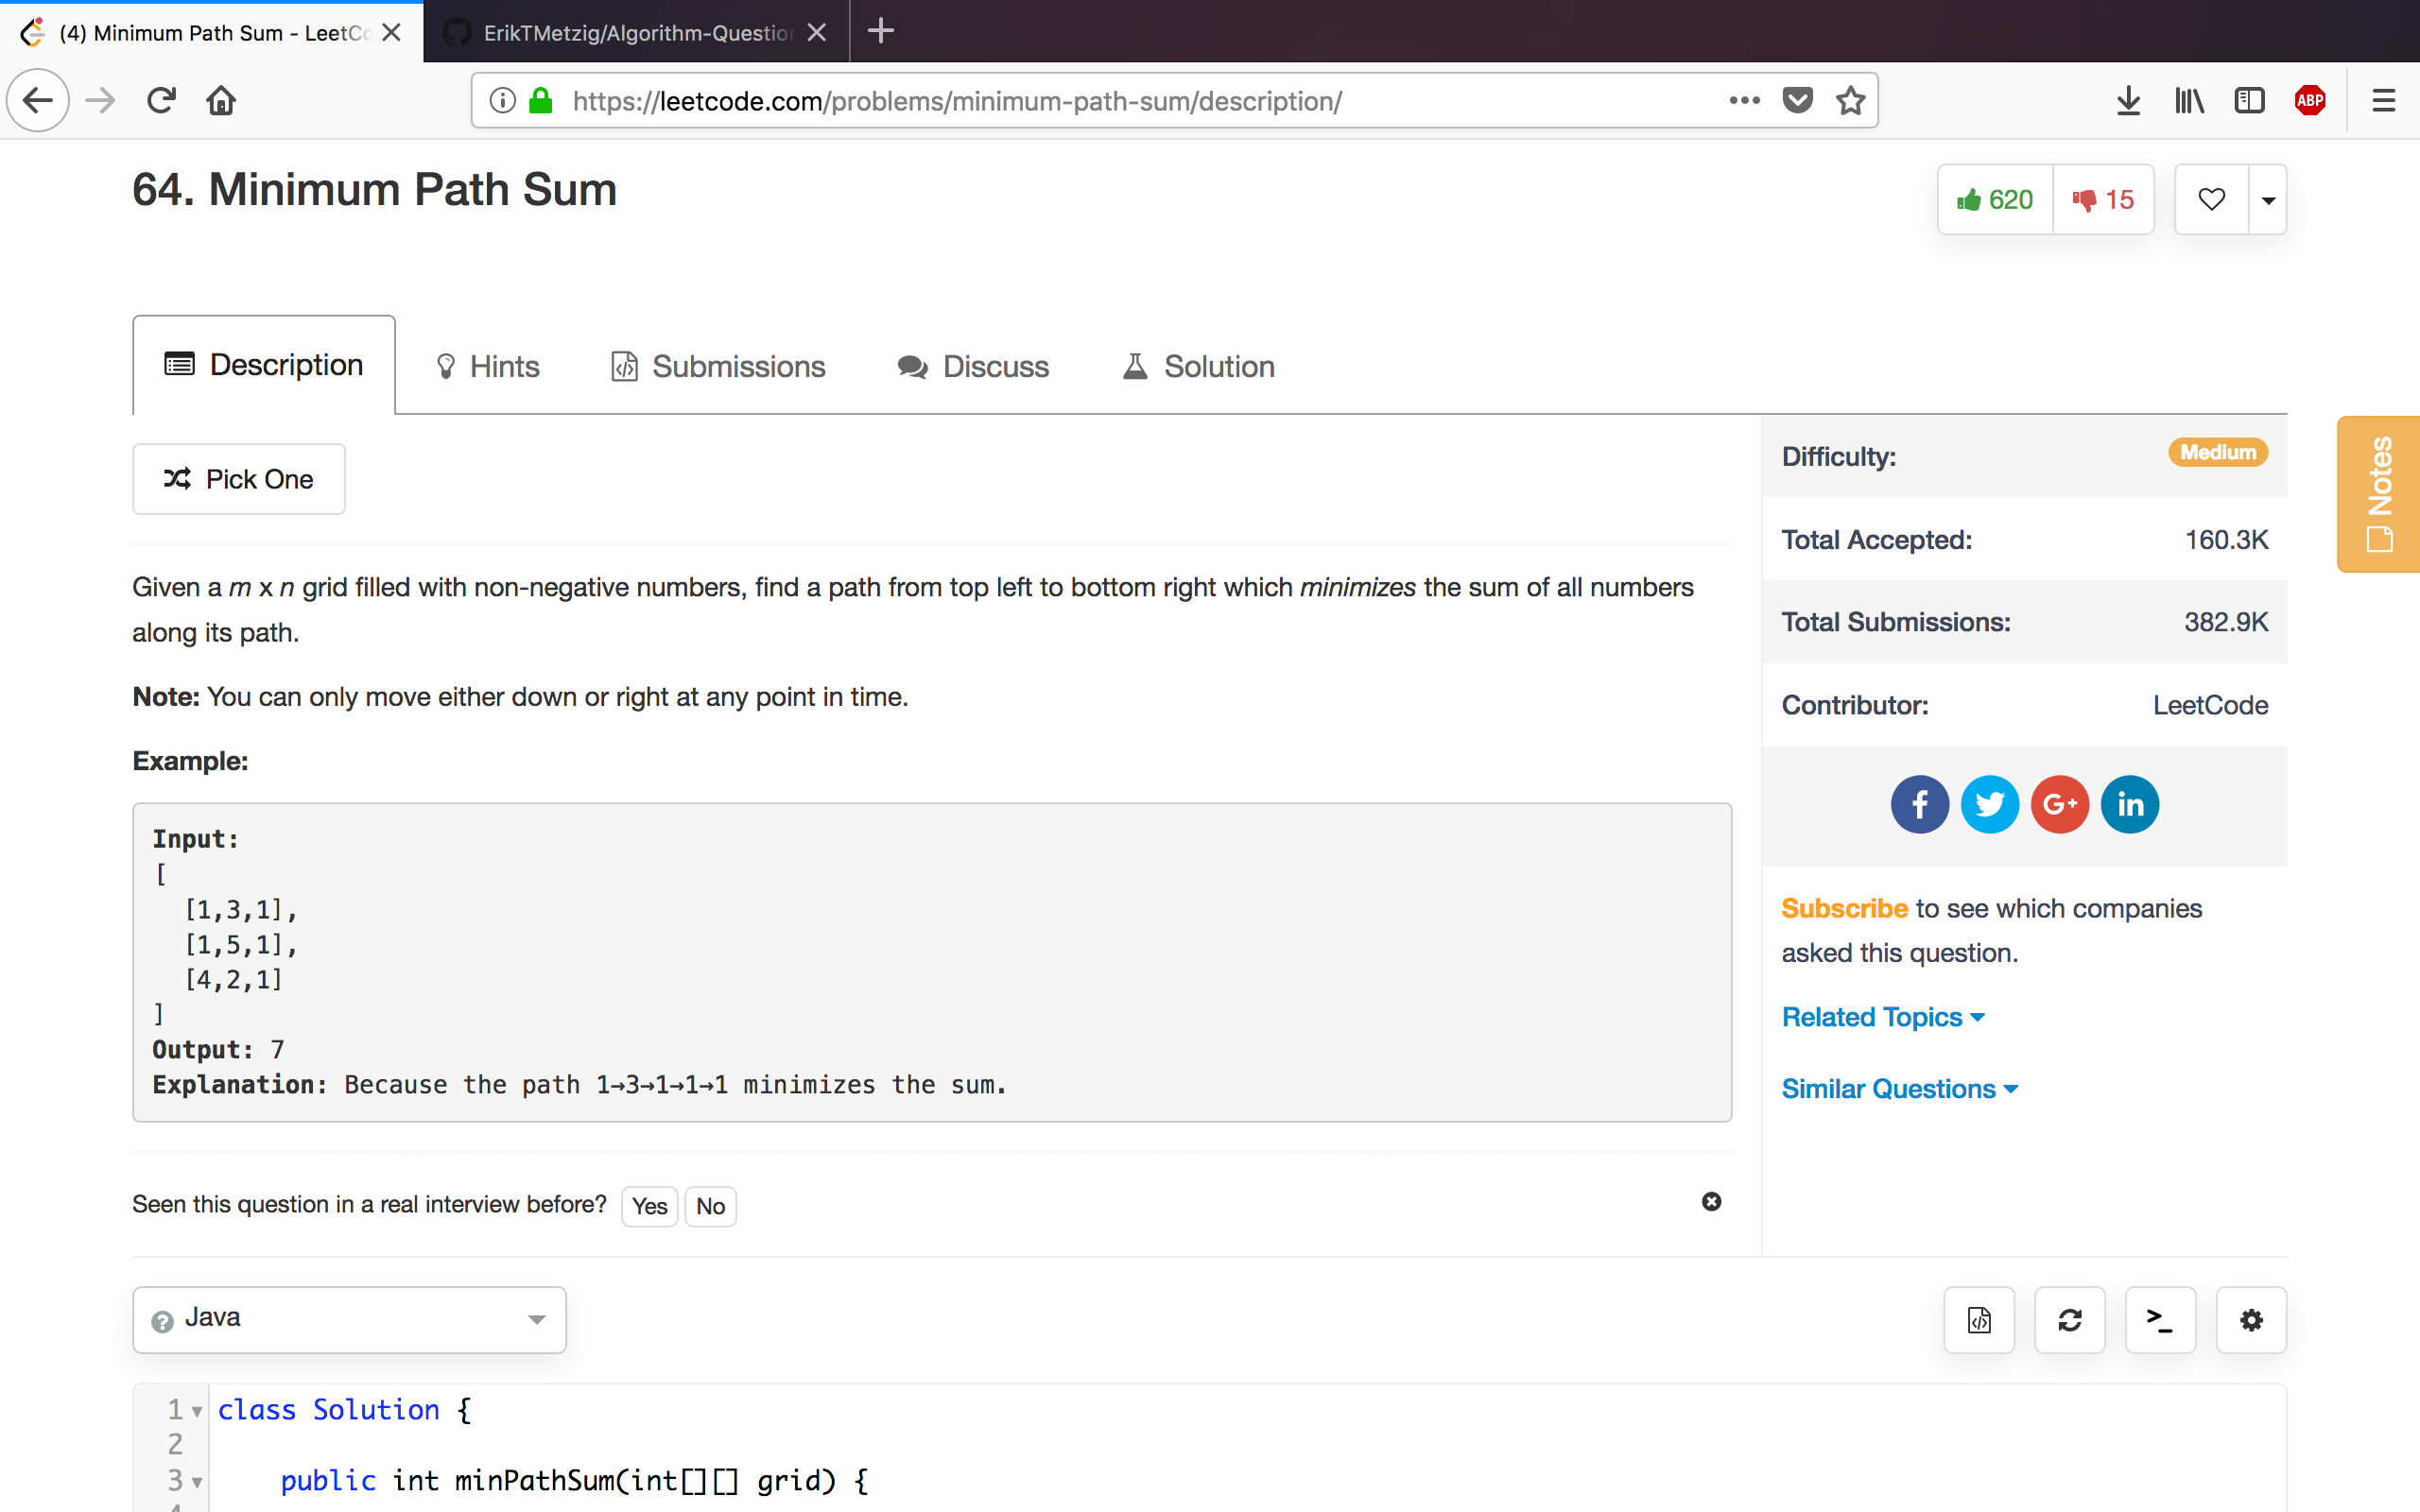 (4) Minimum Path Sum - LeetCo
ErikTMetzig/Algorithm-Question
https://leetcode.com/problems/minimum-path-sum/description/
ABP
64. Minimum Path Sum
620
15
Description
Hints
Submissions
Discuss
Solution
Pick One
Given a m x n grid filled with non-negative numbers, find a path from top left to bottom right which minimizes the sum of all numbers
along its path.
Note: You can only move either down or right at any point in time.
Example:
Input:
[
[1,3,1],
[1,5,1],
[4,2,1]
]
Output: 7
Explanation: Because the path 1→3→1→1→1 minimizes the sum.
Seen this question in a real interview before? Yes No
Difficulty: Medium
Total Accepted: 160.3K
Total Submissions: 382.9K
Contributor: LeetCode
f G+ in
Subscribe to see which companies
asked this question.
Related Topics
Similar Questions
Notes
? Java
>_
1 class Solution {
2
3 public int minPathSum(int[][] grid) {